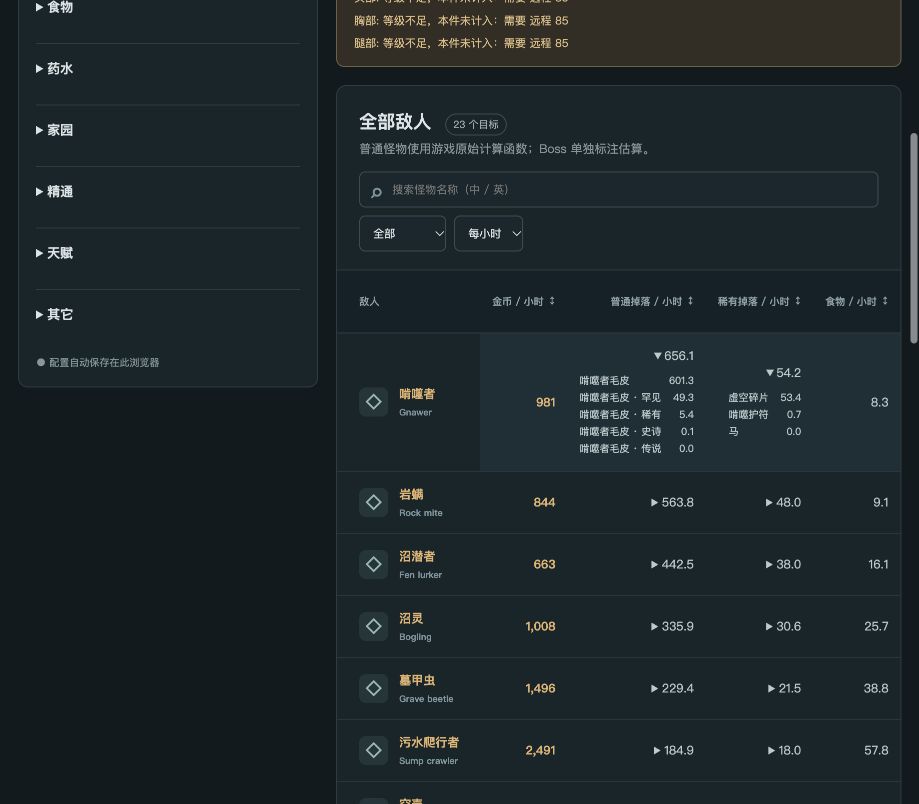 ▶ 食物
▶ 药水
▶ 家园
▶ 精通
▶ 天赋
▶ 其它
配置自动保存在此浏览器
胸部: 等级不足，本件未计入：需要 远程 85
腿部: 等级不足，本件未计入：需要 远程 85
全部敌人 23 个目标
普通怪物使用游戏原始计算函数；Boss 单独标注估算。
搜索怪物名称（中 / 英）
全部 每小时
敌人 金币 / 小时 ↕ 普通掉落 / 小时 ↕ 稀有掉落 / 小时 ↕ 食物 / 小时 ↕
啃噬者
Gnawer
981
▼656.1
啃噬者毛皮 601.3
啃噬者毛皮 · 罕见 49.3
啃噬者毛皮 · 稀有 5.4
啃噬者毛皮 · 史诗 0.1
啃噬者毛皮 · 传说 0.0
▼54.2
虚空碎片 53.4
啃噬护符 0.7
马 0.0
8.3
岩螨
Rock mite
844 ▶563.8 ▶48.0 9.1
沼潜者
Fen lurker
663 ▶442.5 ▶38.0 16.1
沼灵
Bogling
1,008 ▶335.9 ▶30.6 25.7
墓甲虫
Grave beetle
1,496 ▶229.4 ▶21.5 38.8
污水爬行者
Sump crawler
2,491 ▶184.9 ▶18.0 57.8